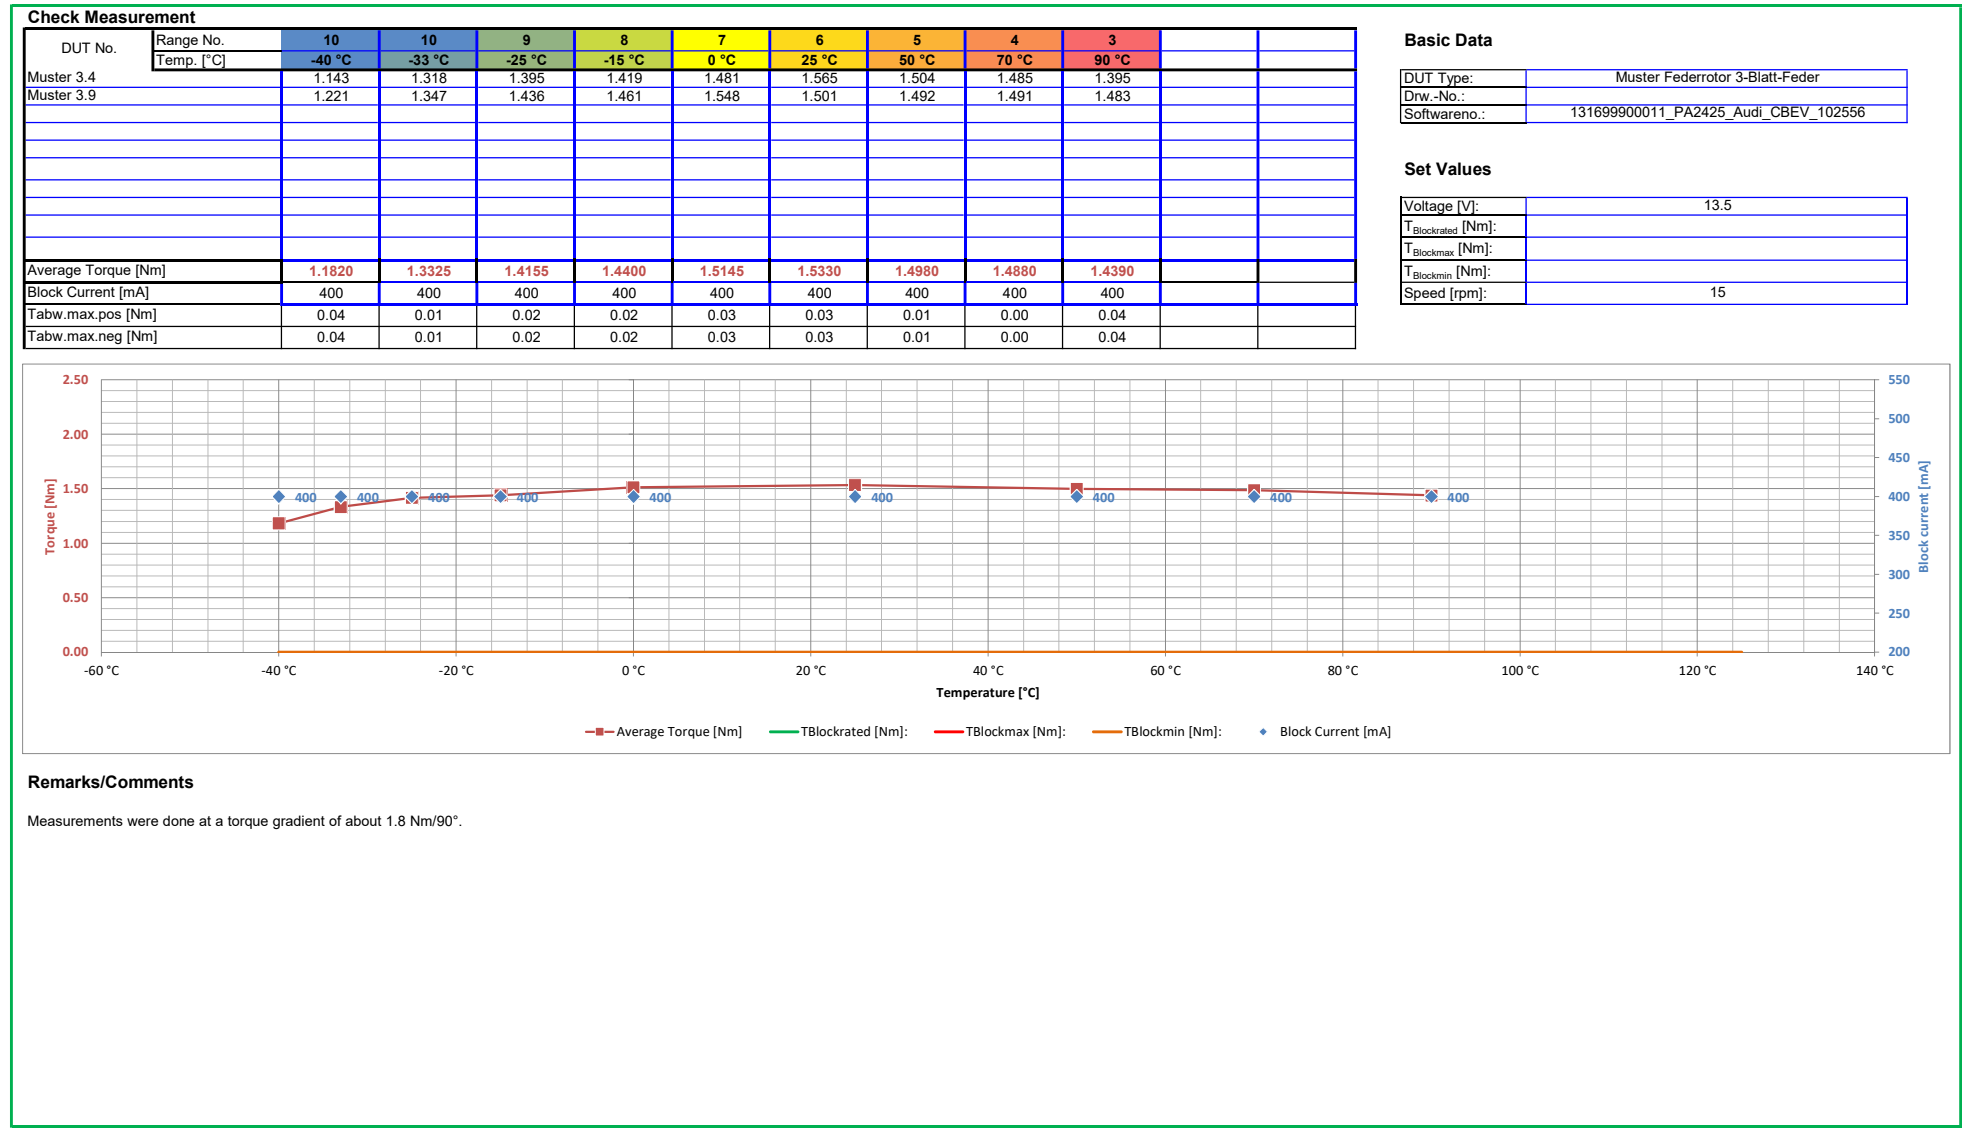 Check Measurement
DUT No. Range No. 10 10 9 8 7 6 5 4 3
Temp. [°C] -40 °C -33 °C -25 °C -15 °C 0 °C 25 °C 50 °C 70 °C 90 °C
Muster 3.4 1.143 1.318 1.395 1.419 1.481 1.565 1.504 1.485 1.395
Muster 3.9 1.221 1.347 1.436 1.461 1.548 1.501 1.492 1.491 1.483
Average Torque [Nm] 1.1820 1.3325 1.4155 1.4400 1.5145 1.5330 1.4980 1.4880 1.4390
Block Current [mA] 400 400 400 400 400 400 400 400 400
Tabw.max.pos [Nm] 0.04 0.01 0.02 0.02 0.03 0.03 0.01 0.00 0.04
Tabw.max.neg [Nm] 0.04 0.01 0.02 0.02 0.03 0.03 0.01 0.00 0.04
Basic Data
DUT Type: Muster Federrotor 3-Blatt-Feder
Drw.-No.:
Softwareno.: 131699900011_PA2425_Audi_CBEV_102556
Set Values
Voltage [V]: 13.5
TBlockrated [Nm]:
TBlockmax [Nm]:
TBlockmin [Nm]:
Speed [rpm]: 15
2.50
2.00
1.50
1.00
0.50
0.00
Torque [Nm]
400 400 400 400 400 400 400 400 400
550
500
450
400
350
300
250
200
Block current [mA]
-60 °C -40 °C -20 °C 0 °C 20 °C 40 °C 60 °C 80 °C 100 °C 120 °C 140 °C
Temperature [°C]
Average Torque [Nm] TBlockrated [Nm]: TBlockmax [Nm]: TBlockmin [Nm]: Block Current [mA]
Remarks/Comments
Measurements were done at a torque gradient of about 1.8 Nm/90°.